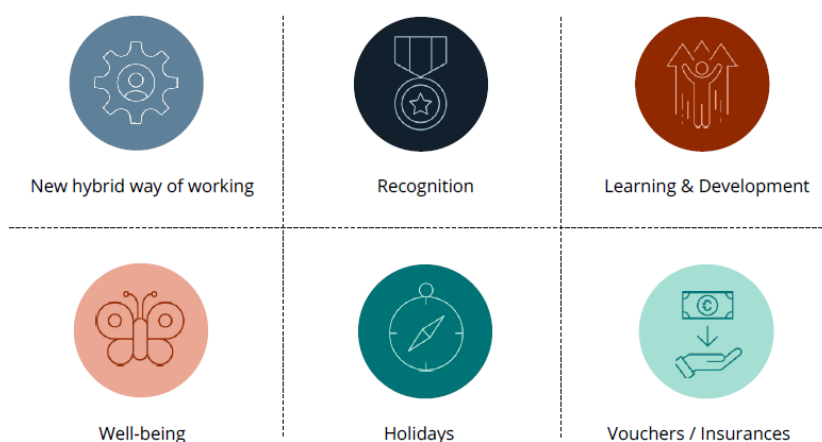 New hybrid way of working
Recognition
Learning & Development
€
Well-being
Holidays
Vouchers / Insurances